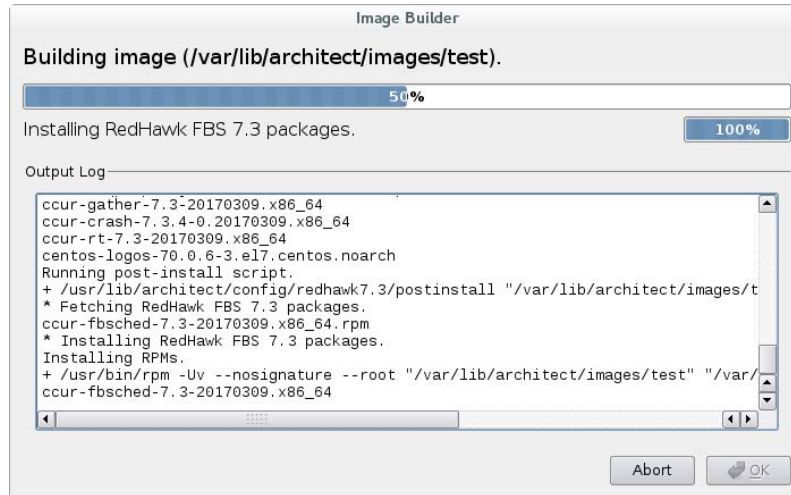 Image Builder
Building image (/var/lib/architect/images/test).
50%
Installing RedHawk FBS 7.3 packages.
100%
Output Log
ccur-gather-7.3-20170309.x86_64
ccur-crash-7.3.4-0.20170309.x86_64
ccur-rt-7.3-20170309.x86_64
centos-logos-70.0.6-3.el7.centos.noarch
Running post-install script.
+ /usr/lib/architect/config/redhawk7.3/postinstall "/var/lib/architect/images/t
* Fetching RedHawk FBS 7.3 packages.
ccur-fbsched-7.3-20170309.x86_64.rpm
* Installing RedHawk FBS 7.3 packages.
Installing RPMs.
+ /usr/bin/rpm -Uv --nosignature --root "/var/lib/architect/images/test" "/var/
ccur-fbsched-7.3-20170309.x86_64
Abort
OK